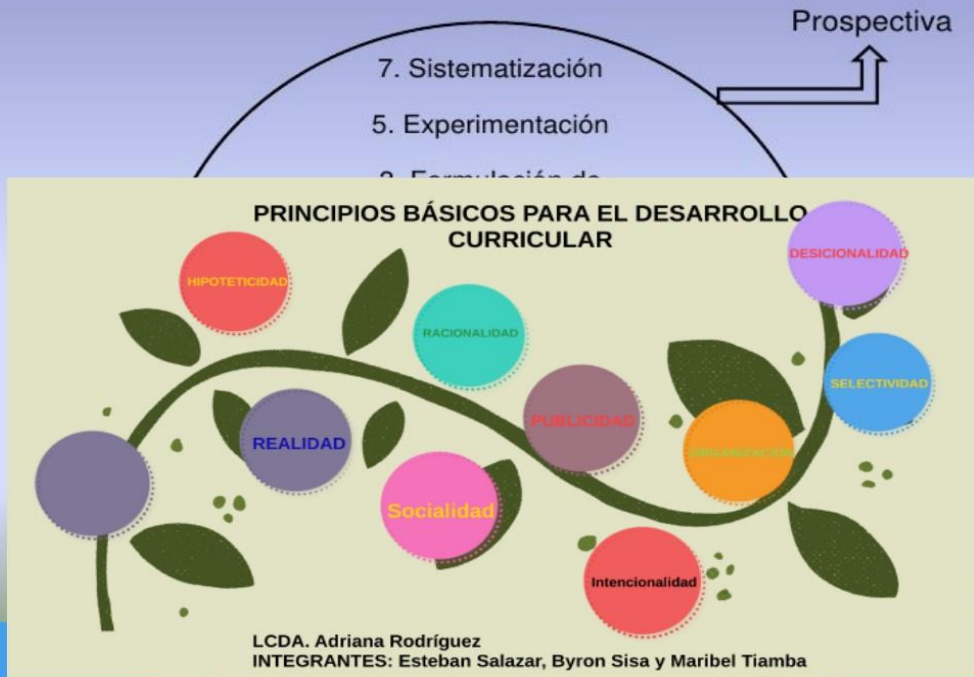 Prospectiva
7. Sistematización
5. Experimentación
PRINCIPIOS BÁSICOS PARA EL DESARROLLO
CURRICULAR
DESICIONALIDAD
HIPOTETICIDAD
RACIONALIDAD
SELECTIVIDAD
PUBLICIDAD
REALIDAD
ORGANIZACIÓN
Socialidad
Intencionalidad
LCDA. Adriana Rodríguez
INTEGRANTES: Esteban Salazar, Byron Sisa y Maribel Tiamba